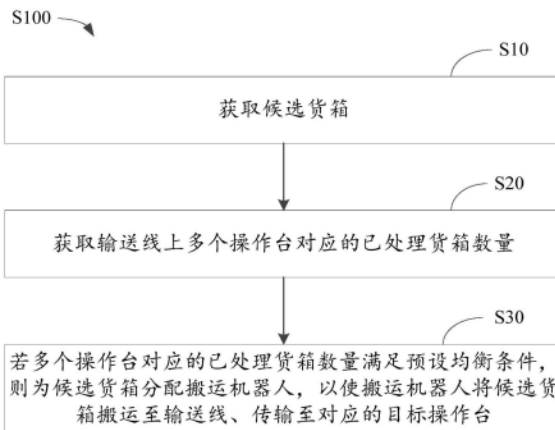 S100
S10
获取候选货箱
S20
获取输送线上多个操作台对应的已处理货箱数量
S30
若多个操作台对应的已处理货箱数量满足预设均衡条件，
则为候选货箱分配搬运机器人，以使搬运机器人将候选货
箱搬运至输送线、传输至对应的目标操作台